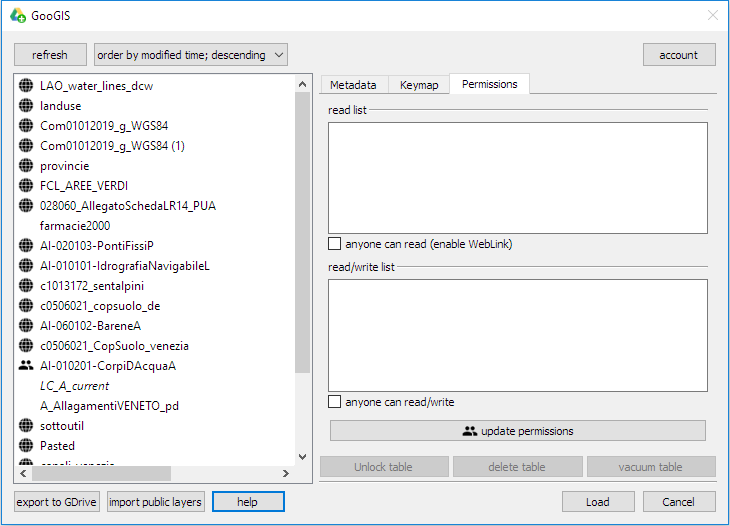 GooGIS
refresh
order by modified time; descending
account
LAO_water_lines_dcw
landuse
Com01012019_g_WGS84
Com01012019_g_WGS84 (1)
provincie
FCL_AREE_VERDI
028060_AllegatoSchedaLR14_PUA
farmacie2000
AI-020103-PontiFissiP
AI-010101-IdrografiaNavigabileL
c1013172_sentalpini
c0506021_copsuolo_de
AI-060102-BareneA
c0506021_CopSuolo_venezia
AI-010201-CorpiDAcquaA
LC_A_current
A_AllagamentiVENETO_pd
sottoutil
Pasted
Metadata Keymap Permissions
read list
anyone can read (enable WebLink)
read/write list
anyone can read/write
update permissions
Unlock table delete table vacuum table
export to GDrive import public layers help
Load Cancel